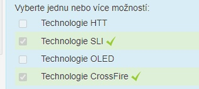 Vyberte jednu nebo více možností:
Technologie HTT
Technologie SLI
Technologie OLED
Technologie CrossFire